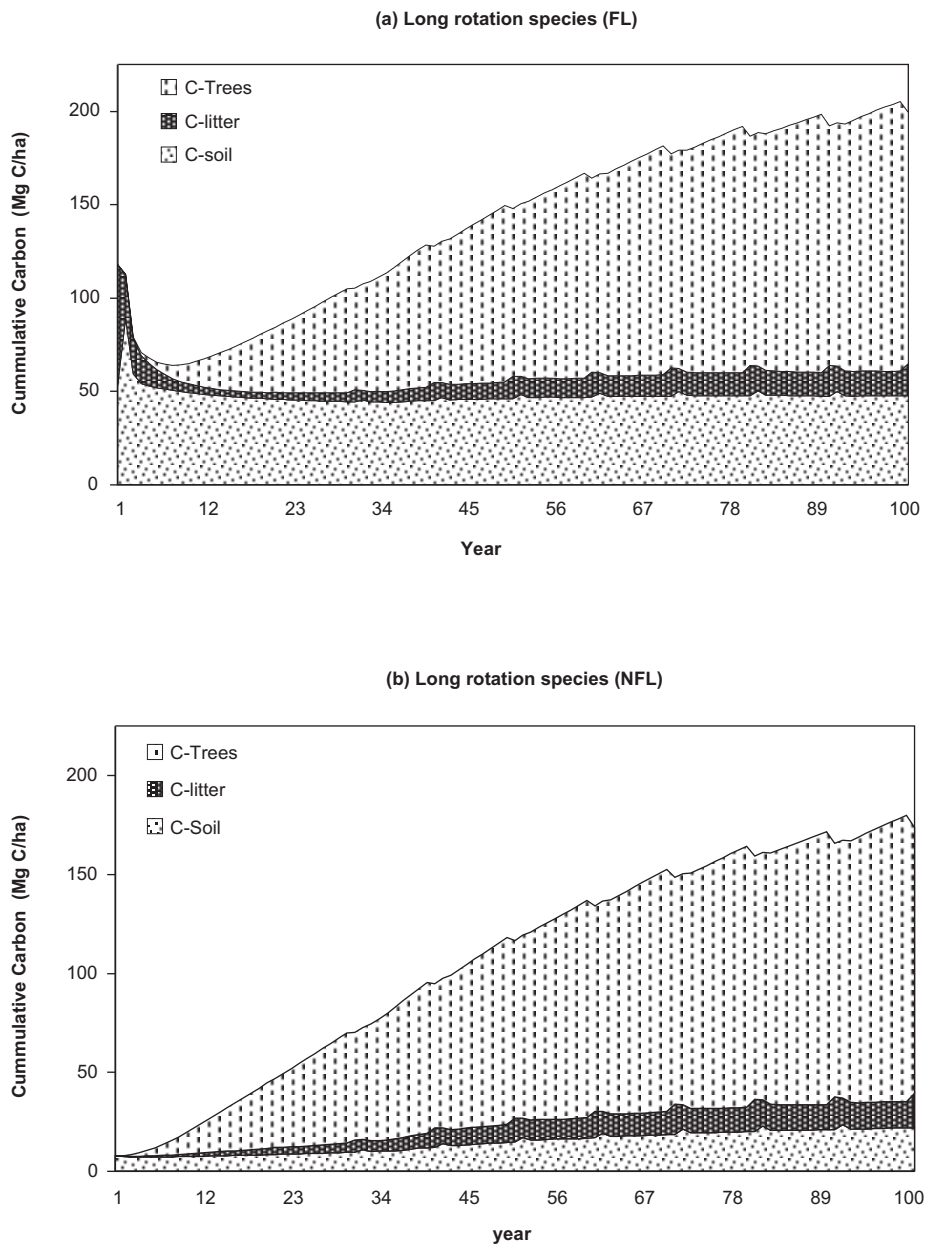 (a) Long rotation species (FL)
Cummulative Carbon (Mg C/ha)
200
150
100
50
0
C-Trees
C-litter
C-soil
1 12 23 34 45 56 67 78 89 100
Year
(b) Long rotation species (NFL)
Cummulative Carbon (Mg C/ha)
200
150
100
50
0
C-Trees
C-litter
C-Soil
1 12 23 34 45 56 67 78 89 100
year